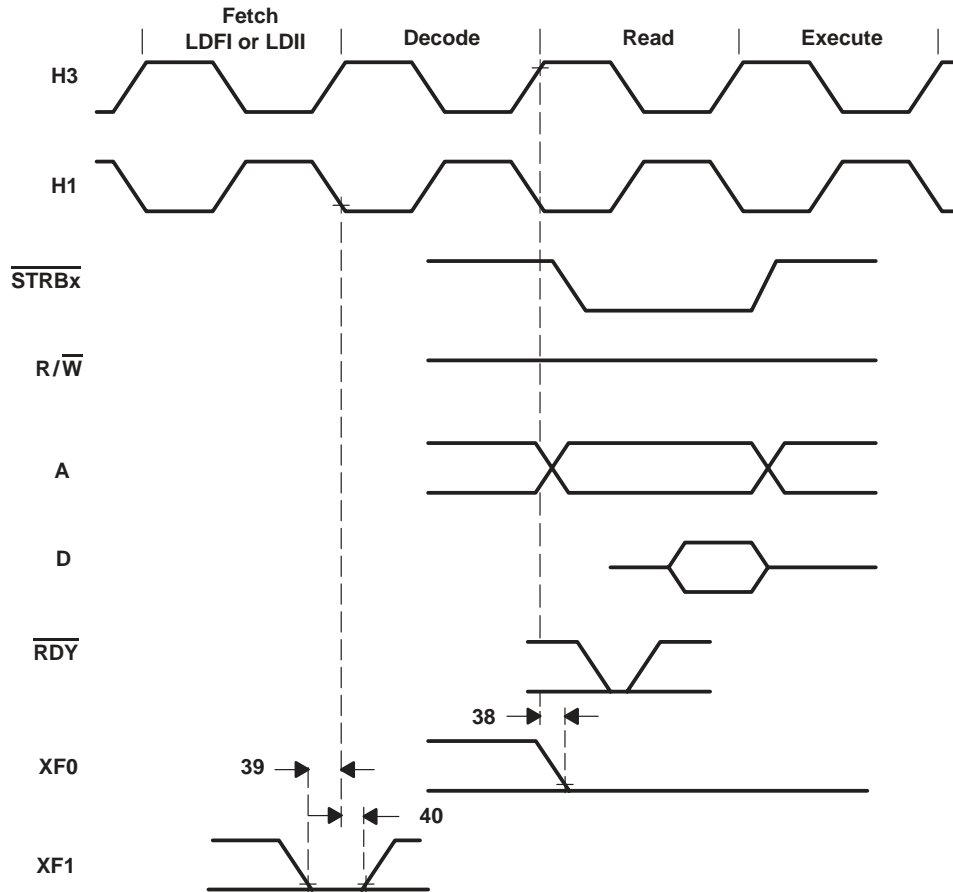 Fetch
LDFI or LDII
Decode
Read
Execute
H3
H1
STRBx
R/W
A
D
RDY
38
XF0
39
40
XF1